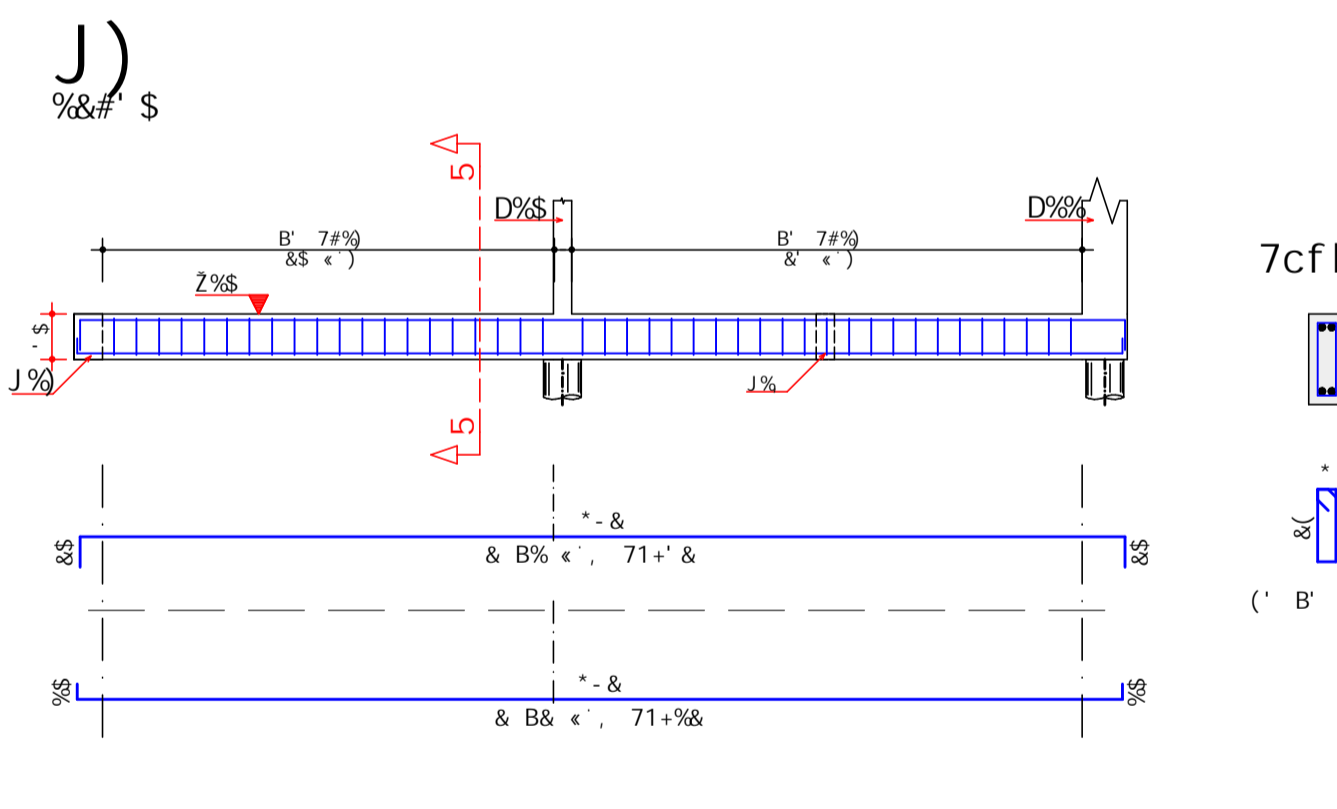 J)
%&#' $
5
D%$
D%%
B' 7#%)
&$ « ˙ )
B' 7#%)
&' « ˙ )
Ž%$
' $
J%)
J%
5
7cf
*
&(
(' B'
*-&
&$
& B% « ˙, 71+' &
&$
*-&
%$
& B& « ˙, 71+%&
%$